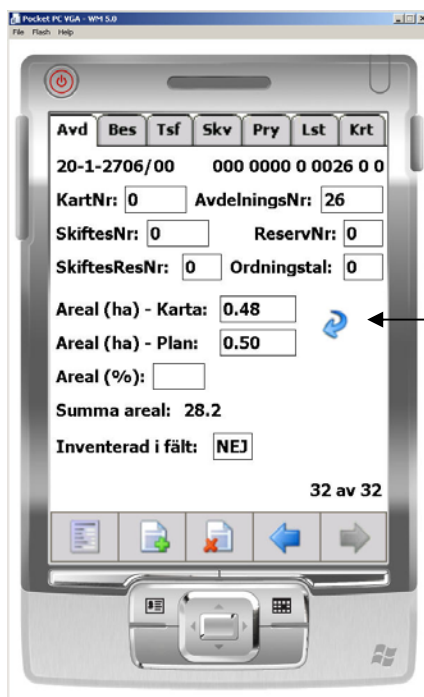 Pocket PC VGA - WM 5.0
File Flash Help
Avd Bes Tsf Skv Pry Lst Krt
20-1-2706/00 000 0000 0 0026 0 0
KartNr: 0 AvdelningsNr: 26
SkiftesNr: 0 ReservNr: 0
SkiftesResNr: 0 Ordningstal: 0
Areal (ha) - Karta: 0.48
Areal (ha) - Plan: 0.50
Areal (%):
Summa areal: 28.2
Inventerad i fält: NEJ
32 av 32